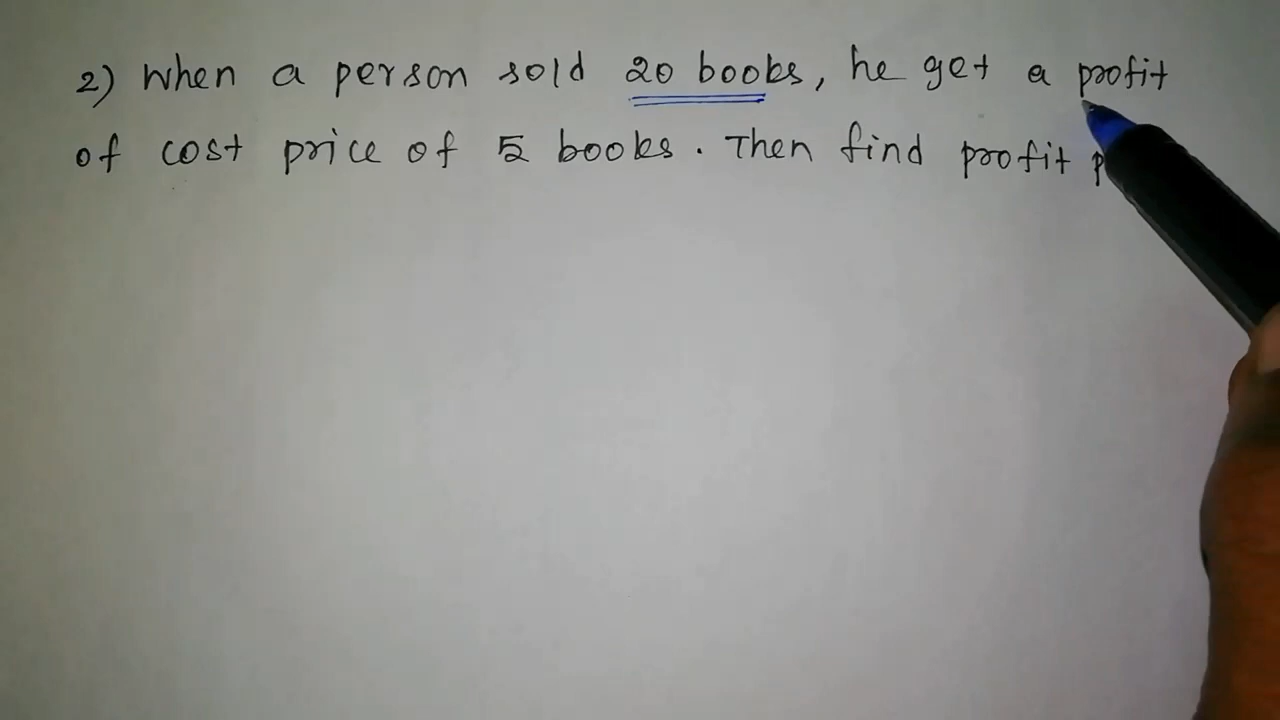 2) When a person sold 20 books, he get a profit
of cost price of 5 books. Then find profit